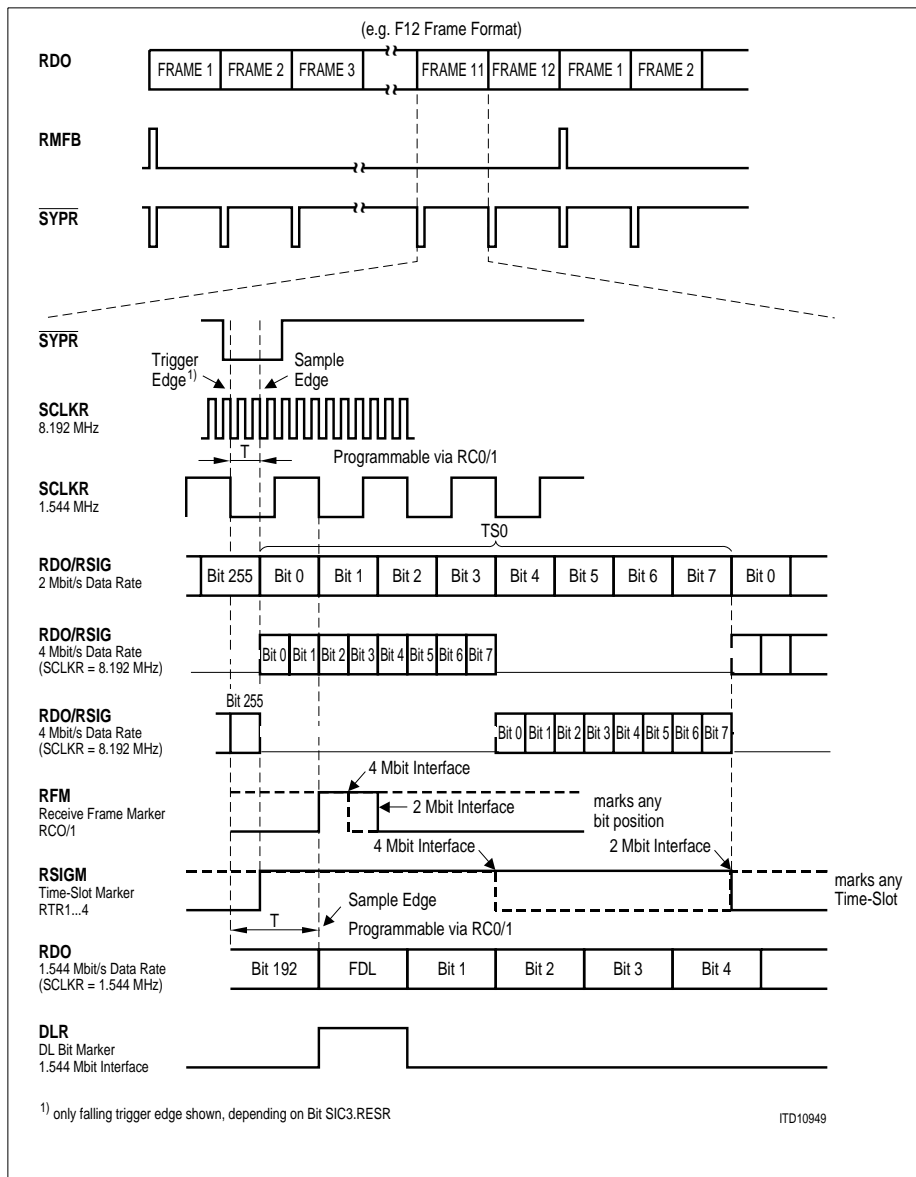 (e.g. F12 Frame Format)
RDO
FRAME 1 FRAME 2 FRAME 3 FRAME 11 FRAME 12 FRAME 1 FRAME 2
RMFB
SYPR
SYPR
Trigger
Edge 1)
Sample
Edge
SCLKR
8.192 MHz
T
Programmable via RC0/1
SCLKR
1.544 MHz
TS0
RDO/RSIG
2 Mbit/s Data Rate
Bit 255 Bit 0 Bit 1 Bit 2 Bit 3 Bit 4 Bit 5 Bit 6 Bit 7 Bit 0
RDO/RSIG
4 Mbit/s Data Rate
(SCLKR = 8.192 MHz)
Bit 0 Bit 1 Bit 2 Bit 3 Bit 4 Bit 5 Bit 6 Bit 7
Bit 255
RDO/RSIG
4 Mbit/s Data Rate
(SCLKR = 8.192 MHz)
Bit 0 Bit 1 Bit 2 Bit 3 Bit 4 Bit 5 Bit 6 Bit 7
4 Mbit Interface
RFM
Receive Frame Marker
RCO/1
2 Mbit Interface
marks any
bit position
4 Mbit Interface
2 Mbit Interface
RSIGM
Time-Slot Marker
RTR1...4
marks any
Time-Slot
T
Sample Edge
Programmable via RC0/1
RDO
1.544 Mbit/s Data Rate
(SCLKR = 1.544 MHz)
Bit 192 FDL Bit 1 Bit 2 Bit 3 Bit 4
DLR
DL Bit Marker
1.544 Mbit Interface
1) only falling trigger edge shown, depending on Bit SIC3.RESR
ITD10949